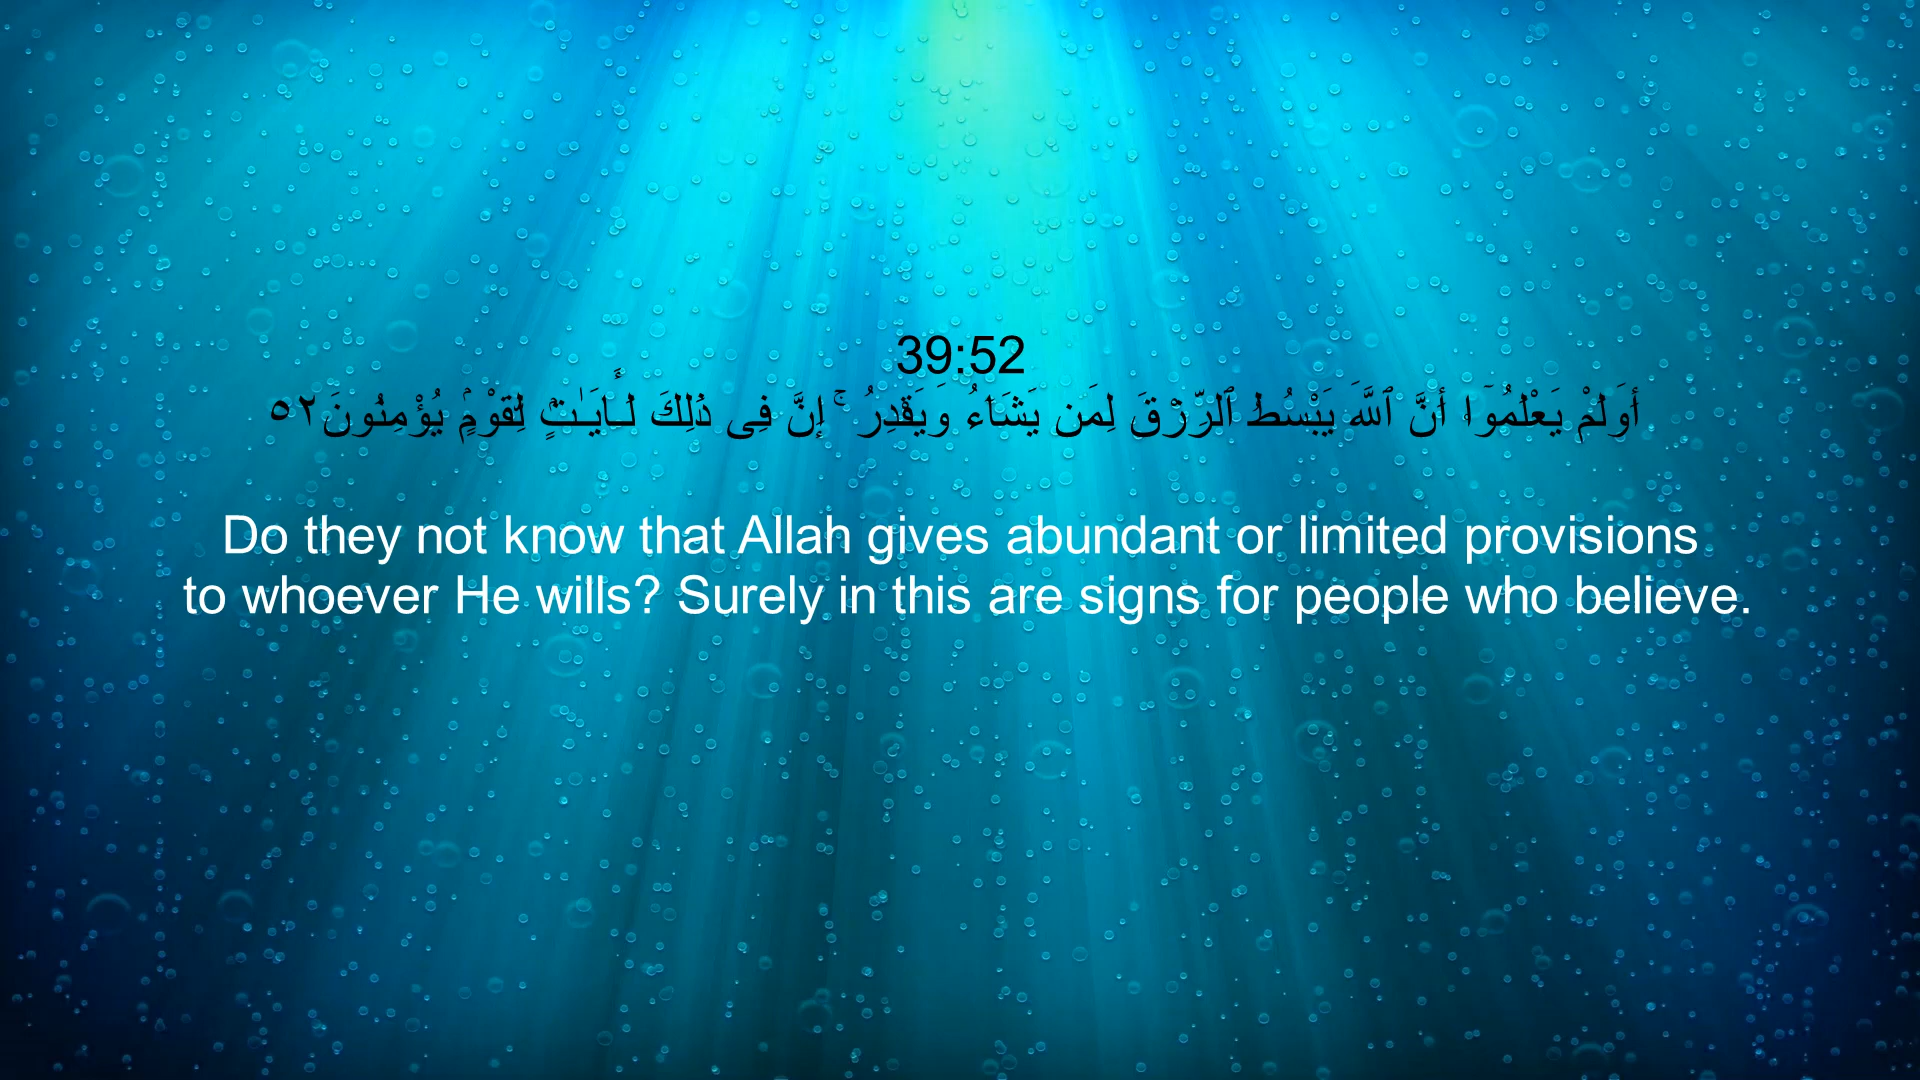 39:52
أَوَلَمْ يَعْلَمُوٓا۟ أَنَّ ٱللَّهَ يَبْسُطُ ٱلرِّزْقَ لِمَن يَشَآءُ وَيَقْدِرُ ۚ إِنَّ فِى ذَٰلِكَ لَـَٔايَـٰتٍۢ لِّقَوْمٍۢ يُؤْمِنُونَ ٥٢
Do they not know that Allah gives abundant or limited provisions
to whoever He wills? Surely in this are signs for people who believe.